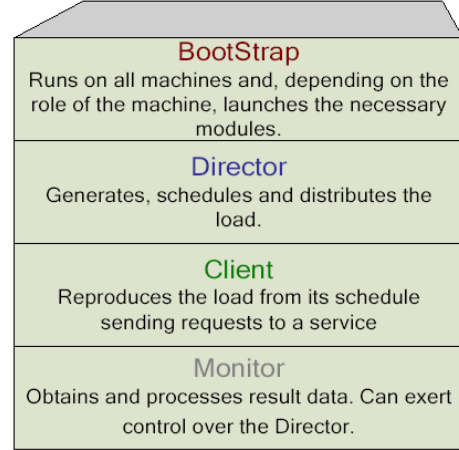 BootStrap
Runs on all machines and, depending on the
role of the machine, launches the necessary
modules.
Director
Generates, schedules and distributes the
load.
Client
Reproduces the load from its schedule
sending requests to a service
Monitor
Obtains and processes result data. Can exert
control over the Director.